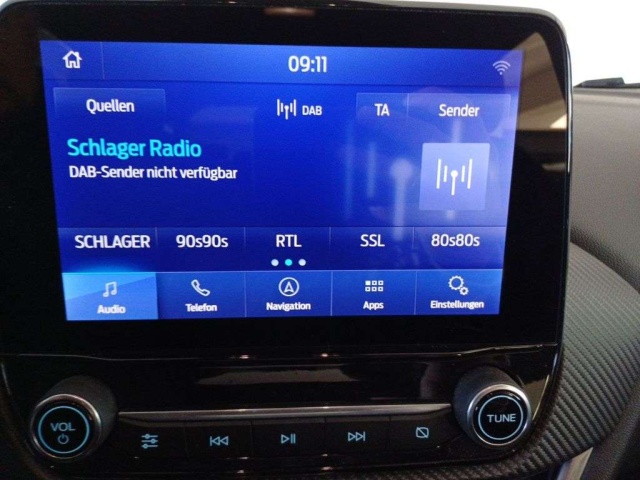 09:11
Quellen DAB TA Sender
Schlager Radio
DAB-Sender nicht verfügbar
SCHLAGER 90s90s RTL SSL 80s80s
Audio Telefon Navigation Apps Einstellungen
VOL TUNE